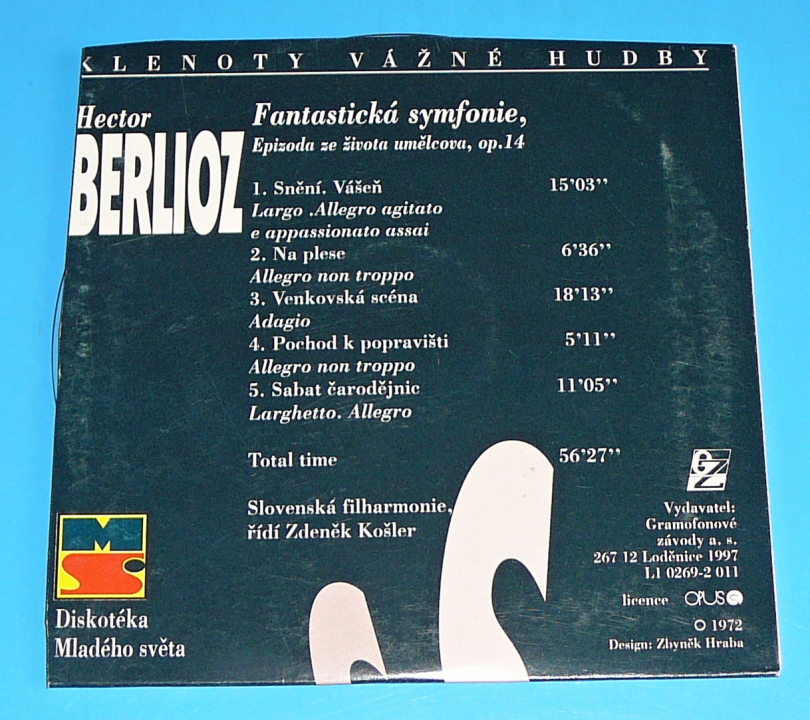 KLENOTY VÁŽNÉ HUDBY
Hector
BERLIOZ
Fantastická symfonie,
Epizoda ze života umělcova, op.14
1. Snění. Vášeň 15’03’’
Largo .Allegro agitato
e appassionato assai
2. Na plese 6’36’’
Allegro non troppo
3. Venkovská scéna 18’13’’
Adagio
4. Pochod k popravišti 5’11’’
Allegro non troppo
5. Sabat čarodějnic 11’05’’
Larghetto. Allegro
Total time 56’27’’
Slovenská filharmonie,
řídí Zdeněk Košler
MS
Diskotéka
Mladého světa
GZ
Vydavatel:
Gramofonové
závody a. s.
267 12 Loděnice 1997
L1 0269-2 011
licence OPUS
O 1972
Design: Zbyněk Hraba